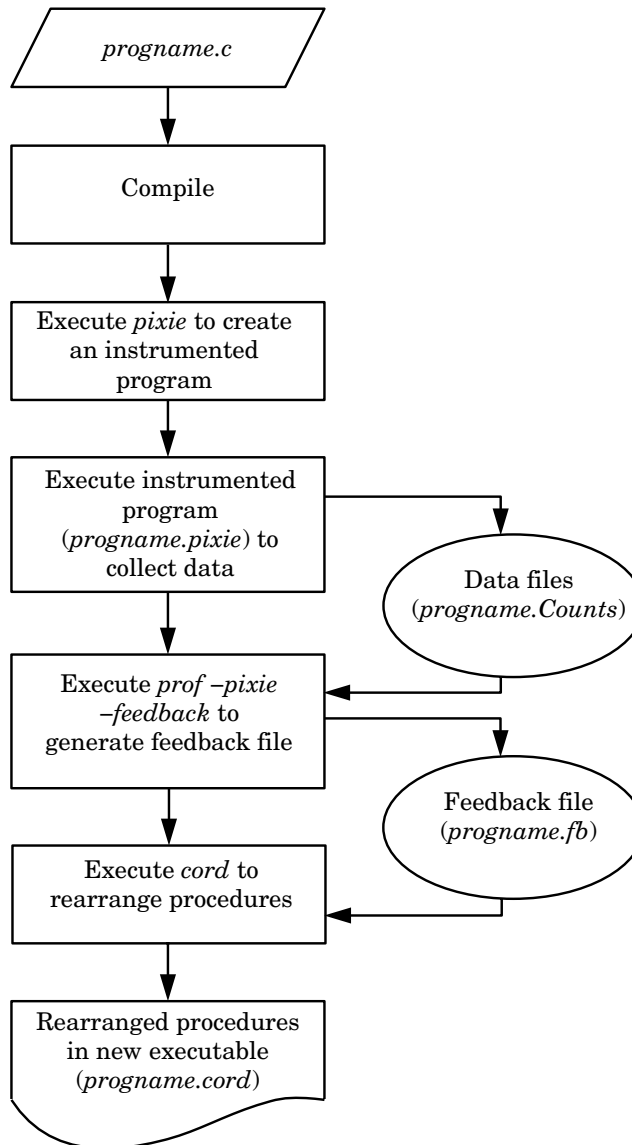 progname.c
Compile
Execute pixie to create
an instrumented
program
Execute instrumented
program
(progname.pixie) to
collect data
Data files
(progname.Counts)
Execute prof –pixie
–feedback to
generate feedback file
Feedback file
(progname.fb)
Execute cord to
rearrange procedures
Rearranged procedures
in new executable
(progname.cord)